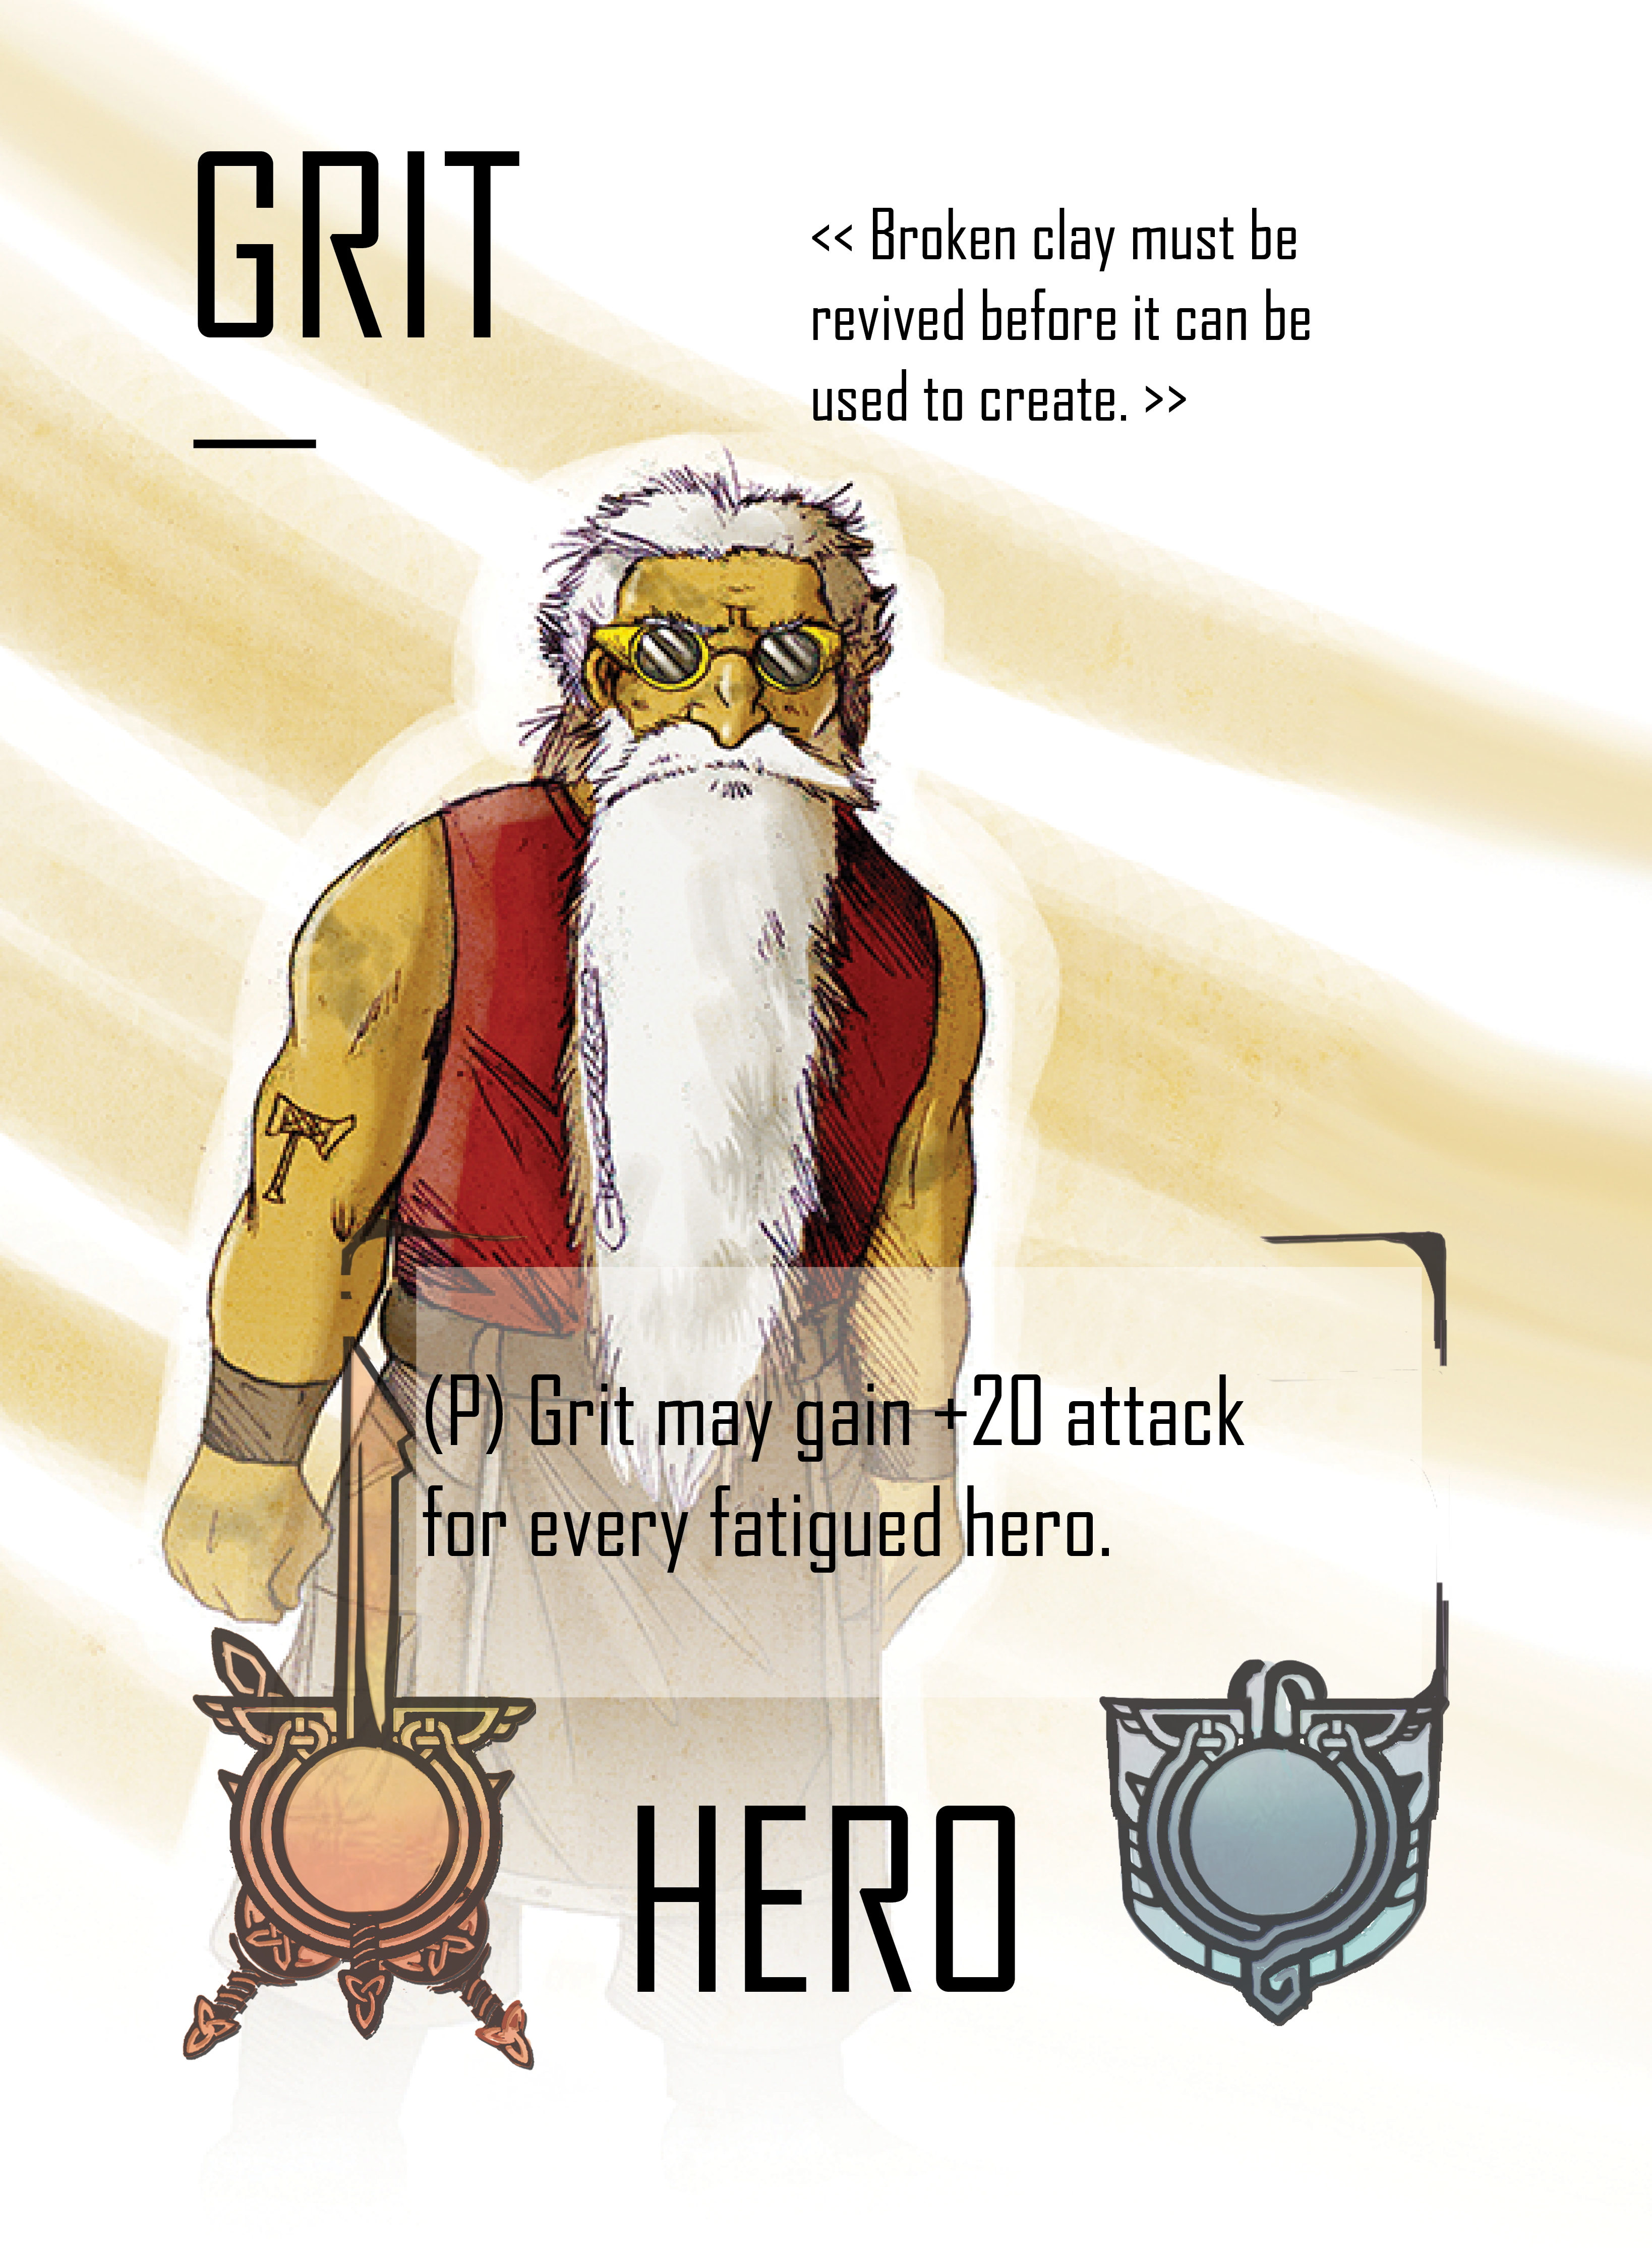 GRIT
<< Broken clay must be
revived before it can be
used to create. >>
(P) Grit may gain +20 attack
for every fatigued hero.
HERO